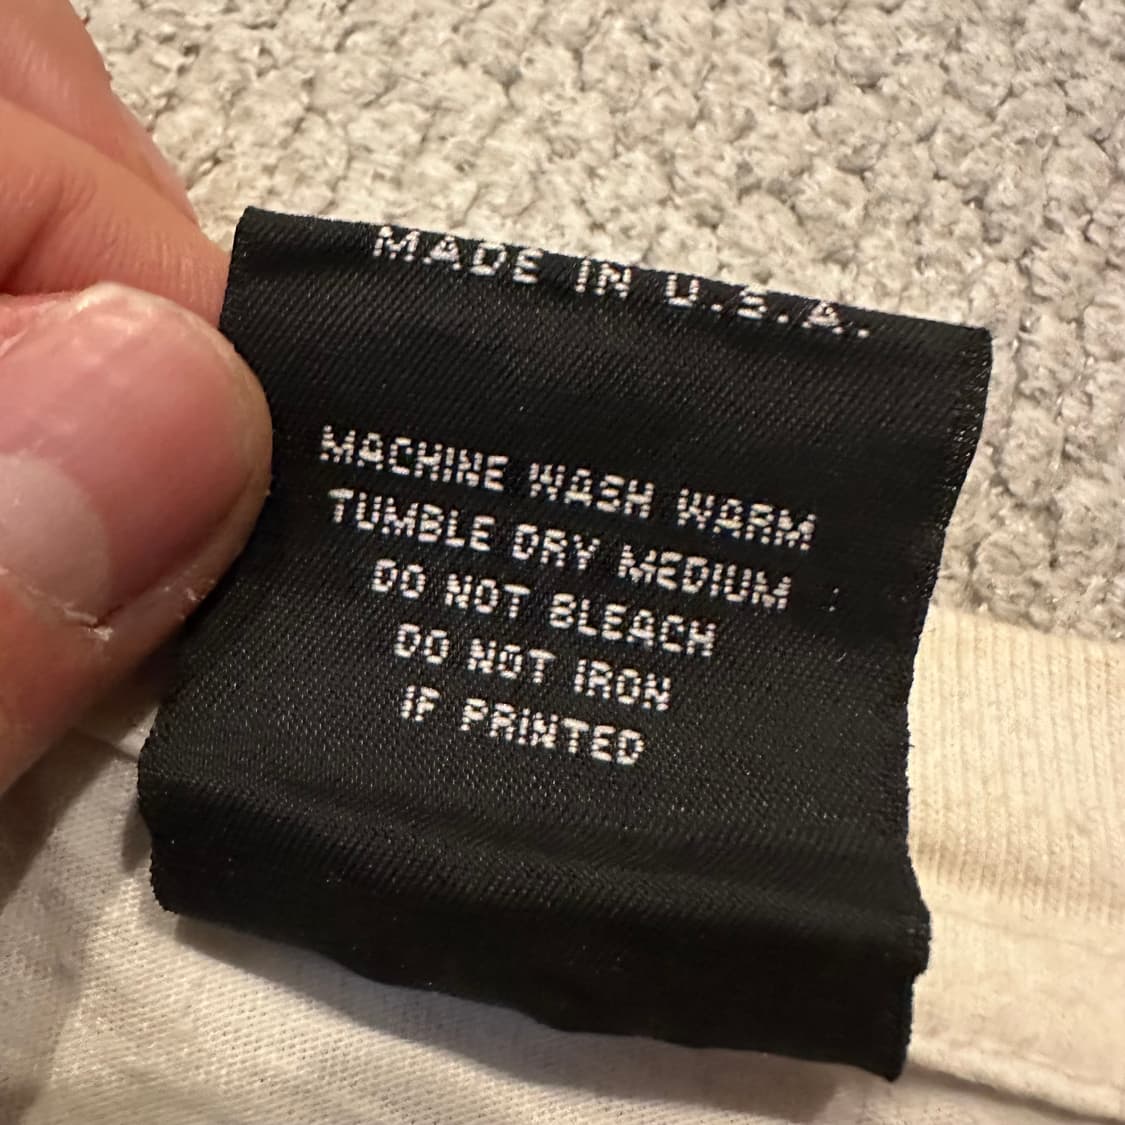 MADE IN U.S.A.
MACHINE WASH WARM
TUMBLE DRY MEDIUM
DO NOT BLEACH
DO NOT IRON
IF PRINTED